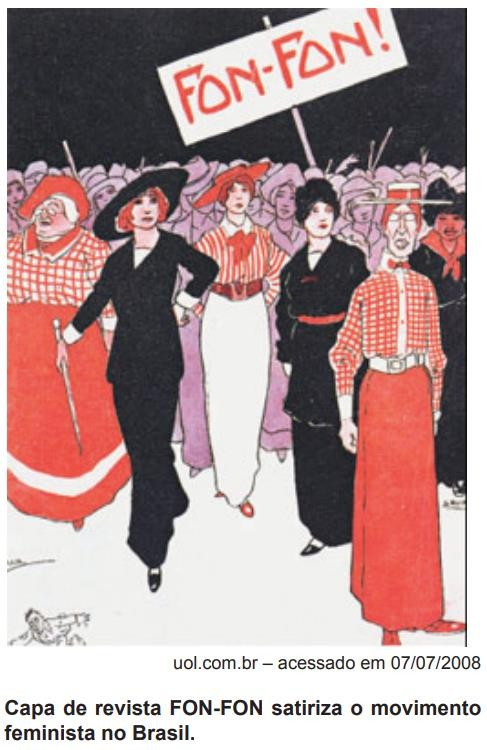 FON-FON!
uol.com.br – acessado em 07/07/2008
Capa de revista FON-FON satiriza o movimento
feminista no Brasil.